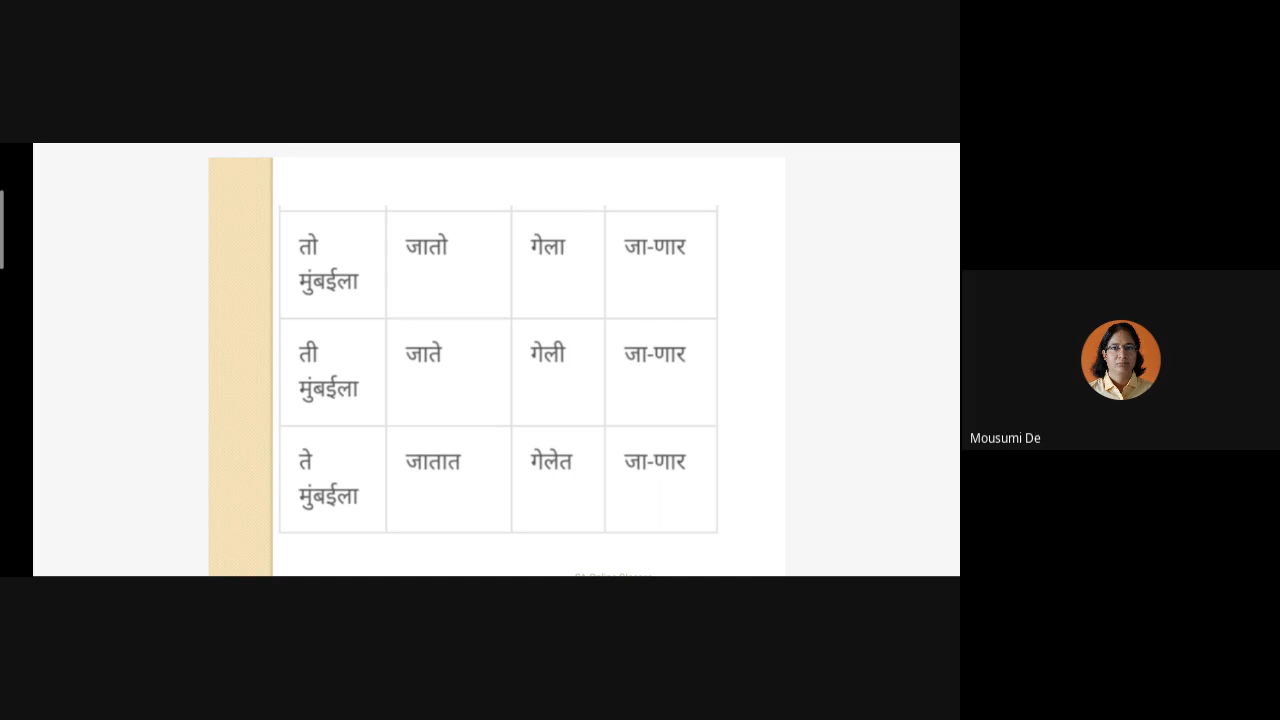 तो जातो गेला जा-णार
मुंबईला
ती जाते गेली जा-णार
मुंबईला
ते जातात गेलेत जा-णार
मुंबईला
Mousumi De